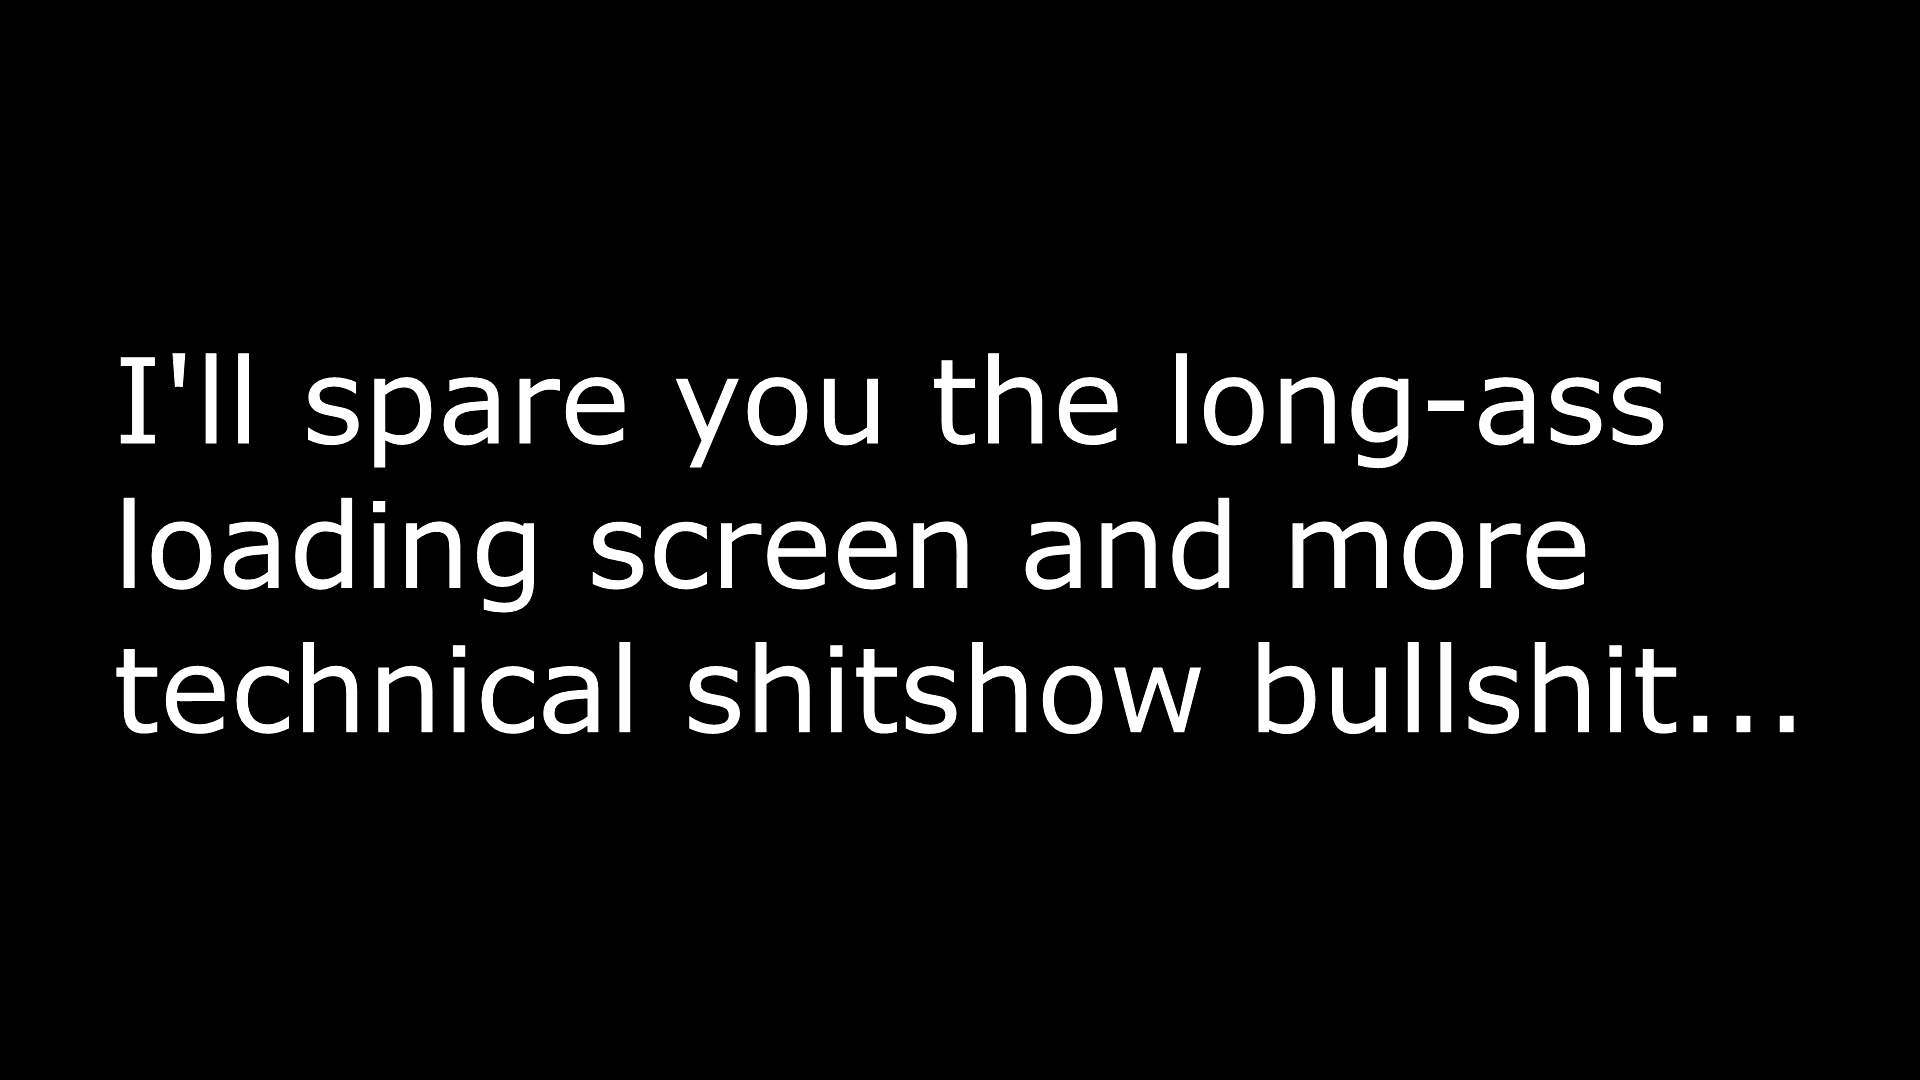 I'll spare you the long-ass
loading screen and more
technical shitshow bullshit...